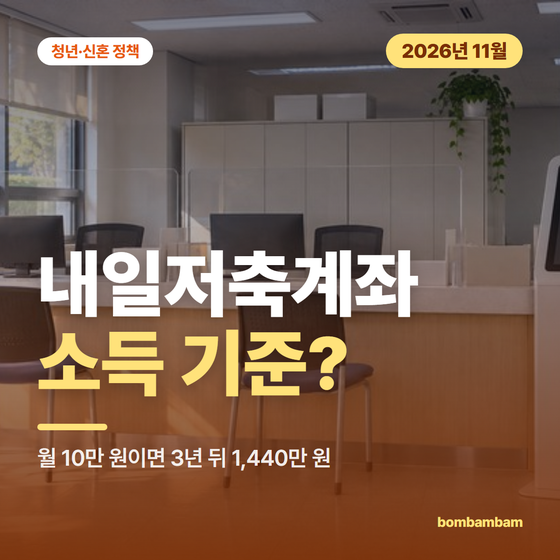 청년·신혼 정책
2026년 11월
내일저축계좌
소득 기준?
월 10만 원이면 3년 뒤 1,440만 원
bombambam